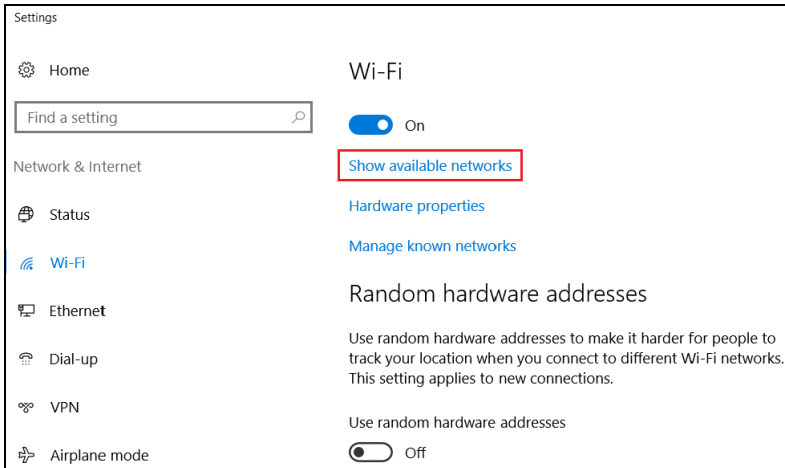 Settings
Home
Find a setting
Network & Internet
Status
Wi-Fi
Ethernet
Dial-up
VPN
Airplane mode
Wi-Fi
On
Show available networks
Hardware properties
Manage known networks
Random hardware addresses
Use random hardware addresses to make it harder for people to
track your location when you connect to different Wi-Fi networks.
This setting applies to new connections.
Use random hardware addresses
Off